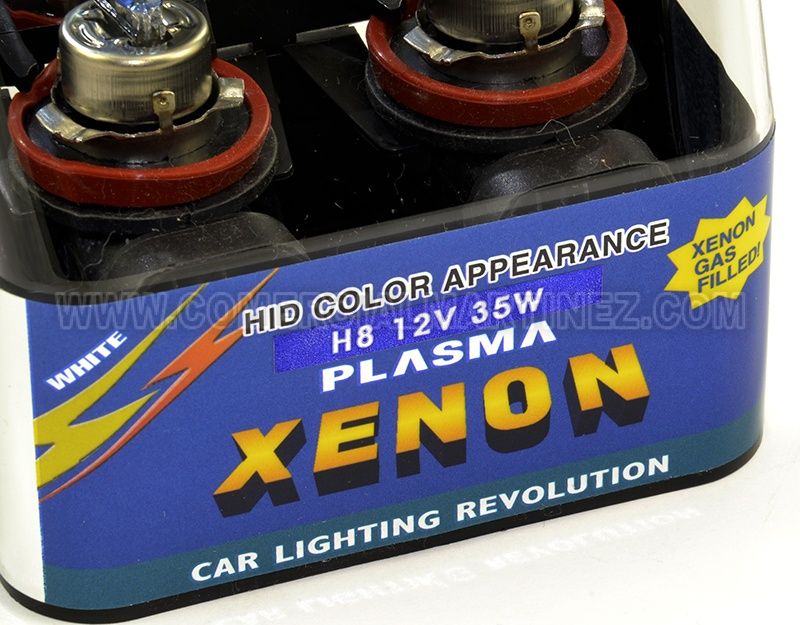 HID COLOR APPEARANCE
XENON
GAS
FILLED!
WWW.COMERCIALMARTINEZ.COM
H8 12V 35W
WHITE
PLASMA
XENON
CAR LIGHTING REVOLUTION